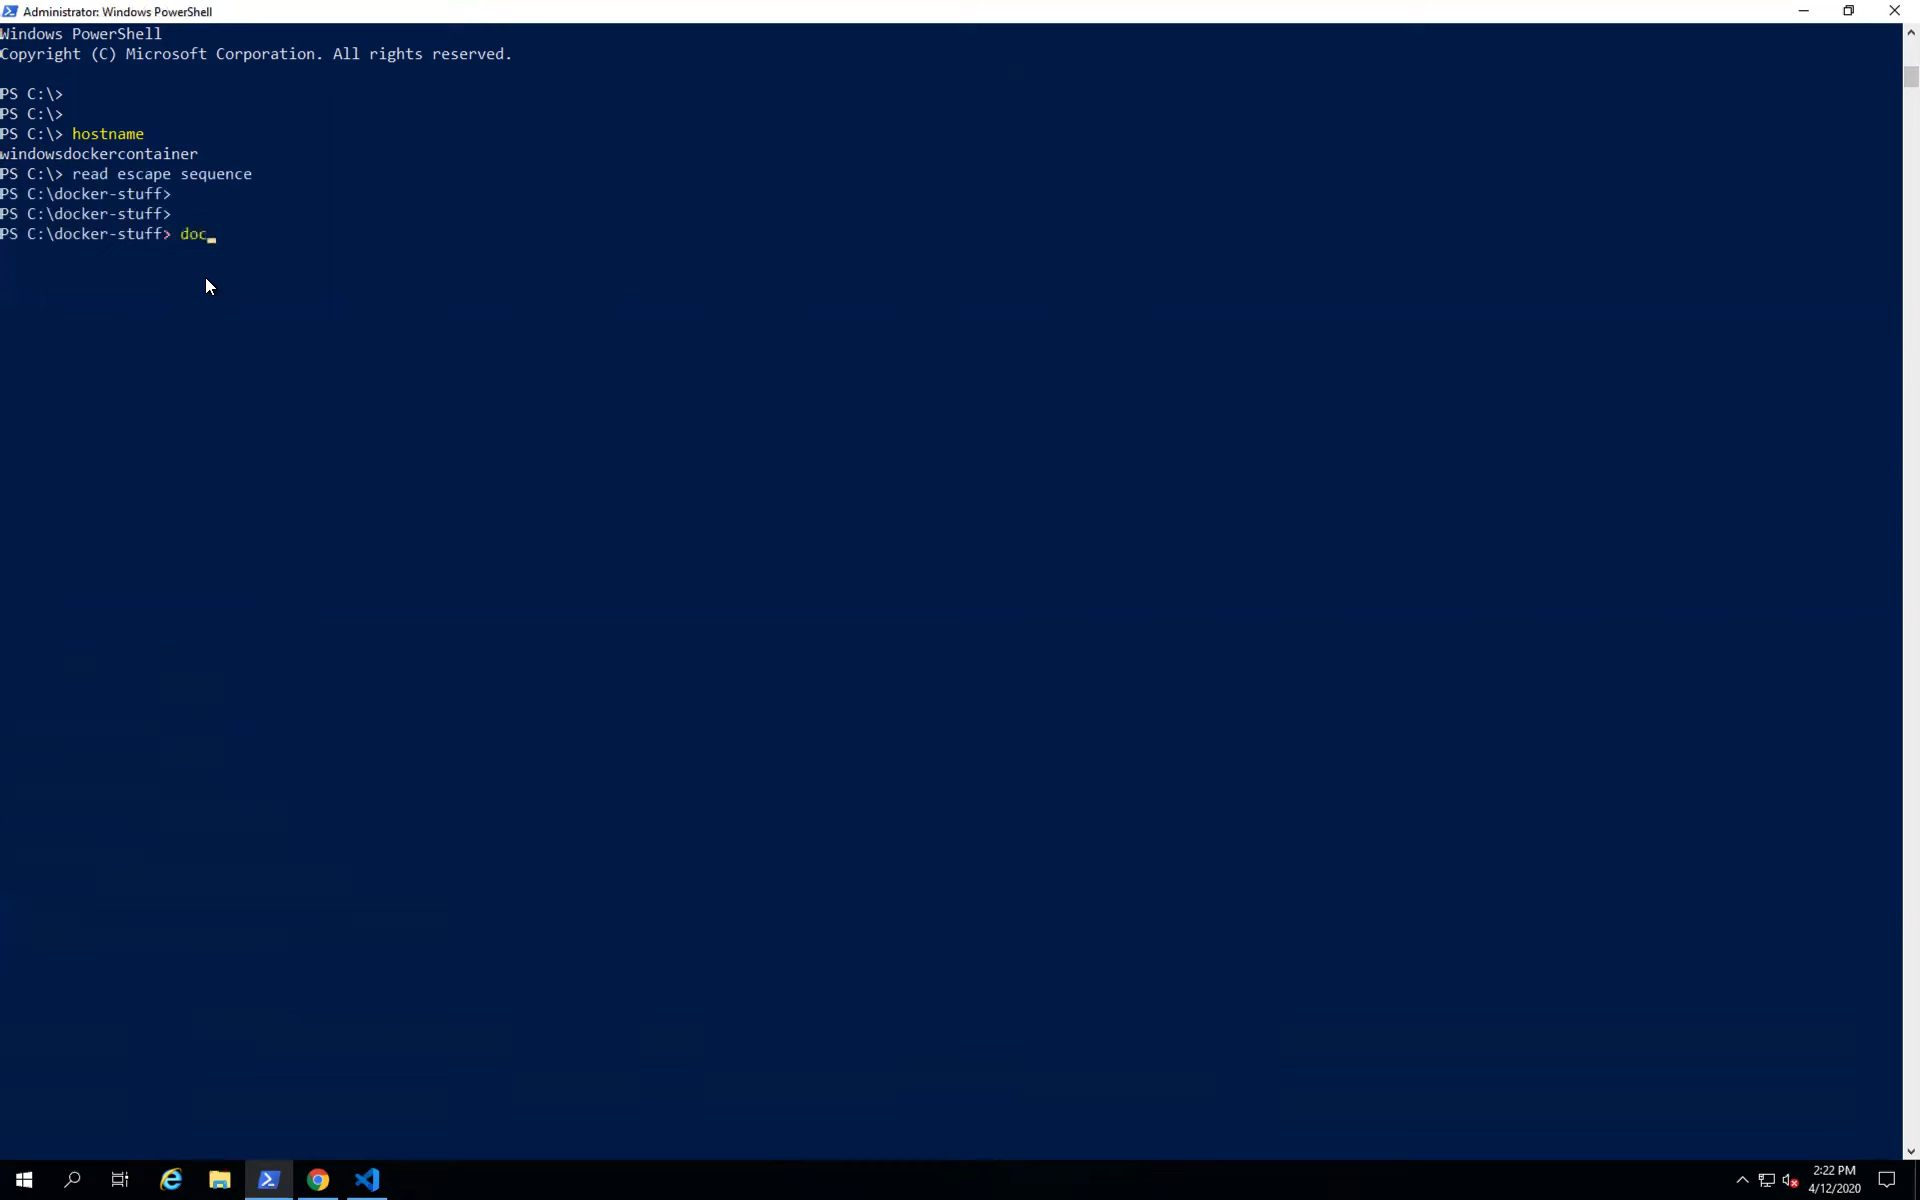 Administrator: Windows PowerShell
Windows PowerShell
Copyright (C) Microsoft Corporation. All rights reserved.
PS C:\>
PS C:\>
PS C:\> hostname
windowsdockercontainer
PS C:\> read escape sequence
PS C:\docker-stuff>
PS C:\docker-stuff>
PS C:\docker-stuff> doc_
2:22 PM
4/12/2020